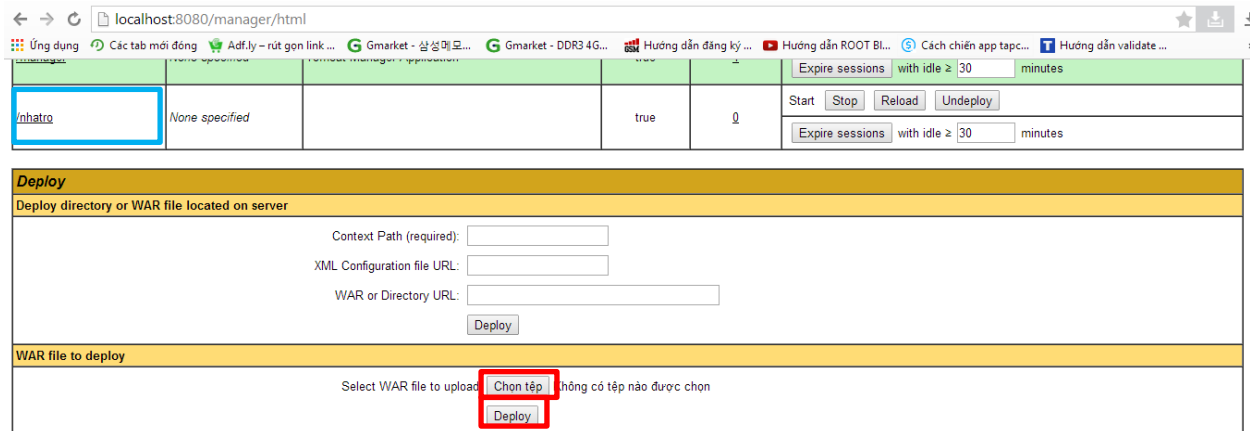 localhost:8080/manager/html
Ứng dụng Các tab mới đóng Adf.ly – rút gọn link ... Gmarket - 삼성메모... Gmarket - DDR3 4G... Hướng dẫn đăng ký ... Hướng dẫn ROOT Bl... Cách chiến app tapc... Hướng dẫn validate ...
/manager None specified Tomcat Manager Application true 1
Expire sessions with idle ≥ 30 minutes
Start Stop Reload Undeploy
/nhatro None specified true 0
Expire sessions with idle ≥ 30 minutes
Deploy
Deploy directory or WAR file located on server
Context Path (required):
XML Configuration file URL:
WAR or Directory URL:
Deploy
WAR file to deploy
Select WAR file to upload Chọn tệp Không có tệp nào được chọn
Deploy